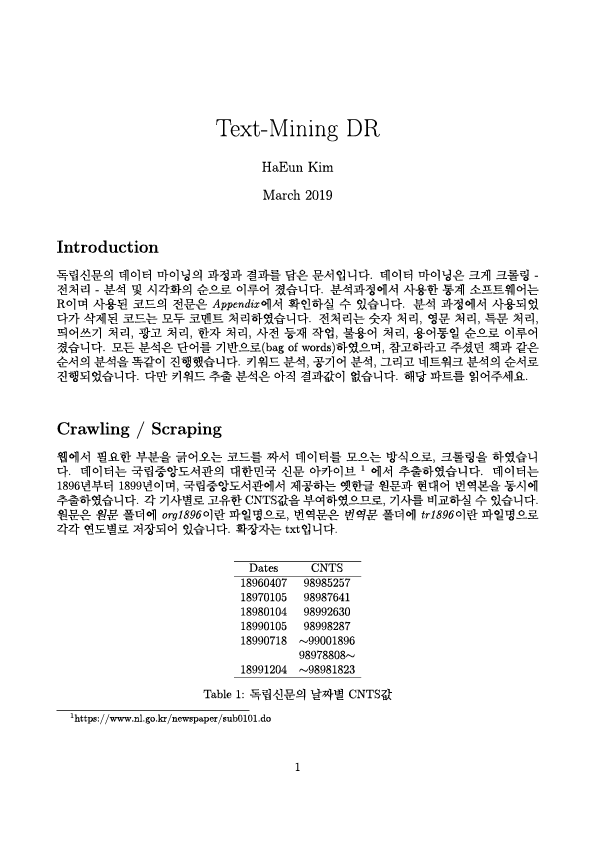 Text-Mining DR
HaEun Kim
March 2019
Introduction
독립신문의 데이터 마이닝의 과정과 결과를 담은 문서입니다. 데이터 마이닝은 크게 크롤링 -
전처리 - 분석 및 시각화의 순으로 이루어 졌습니다. 분석과정에서 사용한 통계 소프트웨어는
R이며 사용된 코드의 전문은 Appendix에서 확인하실 수 있습니다. 분석 과정에서 사용되었
다가 삭제된 코드는 모두 코멘트 처리하였습니다. 전처리는 숫자 처리, 영문 처리, 특문 처리,
띄어쓰기 처리, 광고 처리, 한자 처리, 사전 등재 작업, 불용어 처리, 용어통일 순으로 이루어
졌습니다. 모든 분석은 단어를 기반으로(bag of words)하였으며, 참고하라고 주셨던 책과 같은
순서의 분석을 똑같이 진행했습니다. 키워드 분석, 공기어 분석, 그리고 네트워크 분석의 순서로
진행되었습니다. 다만 키워드 추출 분석은 아직 결과값이 없습니다. 해당 파트를 읽어주세요.
Crawling / Scraping
웹에서 필요한 부분을 긁어오는 코드를 짜서 데이터를 모으는 방식으로, 크롤링을 하였습니
다. 데이터는 국립중앙도서관의 대한민국 신문 아카이브 1 에서 추출하였습니다. 데이터는
1896년부터 1899년이며, 국립중앙도서관에서 제공하는 옛한글 원문과 현대어 번역본을 동시에
추출하였습니다. 각 기사별로 고유한 CNTS값을 부여하였으므로, 기사를 비교하실 수 있습니다.
원문은 원문 폴더에 org1896이란 파일명으로, 번역문은 번역문 폴더에 tr1896이란 파일명으로
각각 연도별로 저장되어 있습니다. 확장자는 txt입니다.
Dates CNTS
18960407 98985257
18970105 98987641
18980104 98992630
18990105 98998287
18990718 ~99001896
98978808~
18991204 ~98981823
Table 1: 독립신문의 날짜별 CNTS값
1https://www.nl.go.kr/newspaper/sub0101.do
1